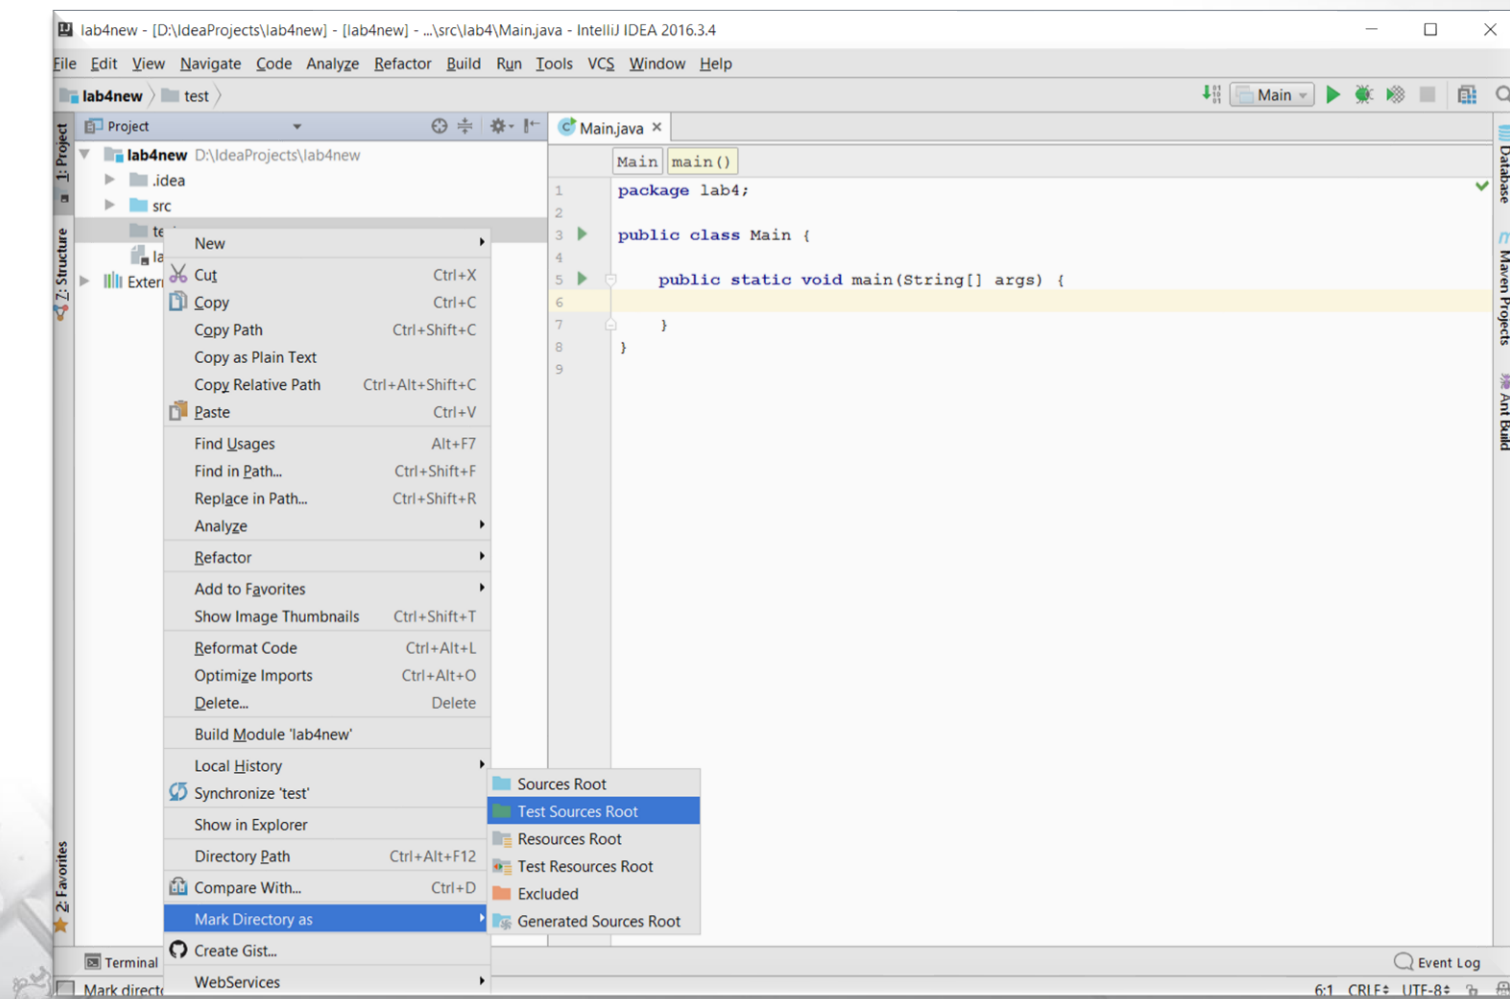 lab4new - [D:\IdeaProjects\lab4new] - [lab4new] - ...\src\lab4\Main.java - IntelliJ IDEA 2016.3.4
File Edit View Navigate Code Analyze Refactor Build Run Tools VCS Window Help
lab4new test
Main
1: Project
Z: Structure
2: Favorites
Project
lab4new D:\IdeaProjects\lab4new
.idea
src
New
Cut Ctrl+X
Copy Ctrl+C
Copy Path Ctrl+Shift+C
Copy as Plain Text
Copy Relative Path Ctrl+Alt+Shift+C
Paste Ctrl+V
Find Usages Alt+F7
Find in Path... Ctrl+Shift+F
Replace in Path... Ctrl+Shift+R
Analyze
Refactor
Add to Favorites
Show Image Thumbnails Ctrl+Shift+T
Reformat Code Ctrl+Alt+L
Optimize Imports Ctrl+Alt+O
Delete... Delete
Build Module 'lab4new'
Local History
Synchronize 'test'
Show in Explorer
Directory Path Ctrl+Alt+F12
Compare With... Ctrl+D
Mark Directory as
Create Gist...
WebServices
Sources Root
Test Sources Root
Resources Root
Test Resources Root
Excluded
Generated Sources Root
Main.java
Main main()
1 package lab4;
2
3 public class Main {
4
5 public static void main(String[] args) {
6
7 }
8 }
9
Database
Maven Projects
Ant Build
Terminal
Event Log
Mark direct
6:1 CRLF UTF-8